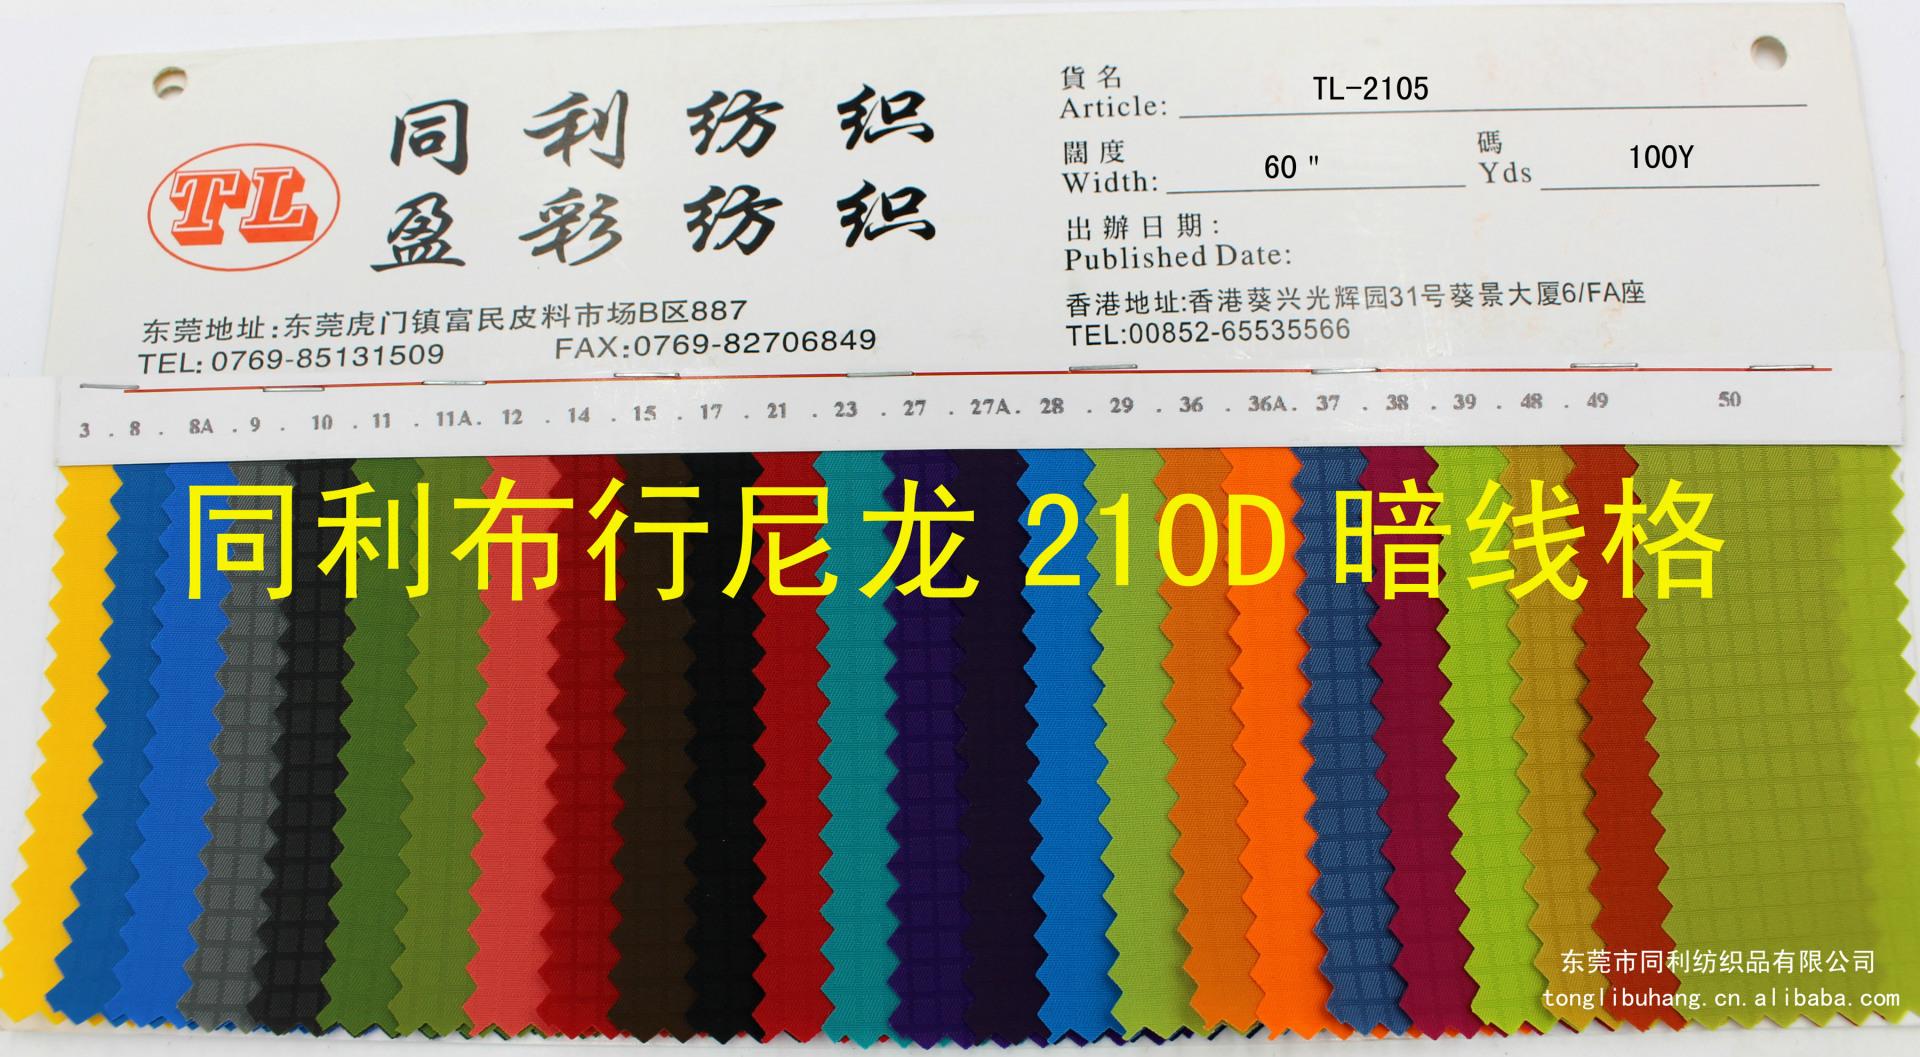 TL
同利纺织
盈彩纺织
东莞地址:东莞虎门镇富民皮料市场B区887
TEL:0769-85131509 FAX:0769-82706849
貨名
Article: TL-2105
闊度 碼
Width: 60" Yds 100Y
出辦日期:
Published Date:
香港地址:香港葵兴光辉园31号葵景大厦6/FA座
TEL:00852-65535566
3 . 8 . 8A . 9 . 10 . 11 . 11A . 12 . 14 . 15 . 17 . 21 . 23 . 27 . 27A . 28 . 29 . 36 . 36A . 37 . 38 . 39 . 48 . 49 50
同利布行尼龙210D暗线格
东莞市同利纺织品有限公司
tonglibuhang.cn.alibaba.com